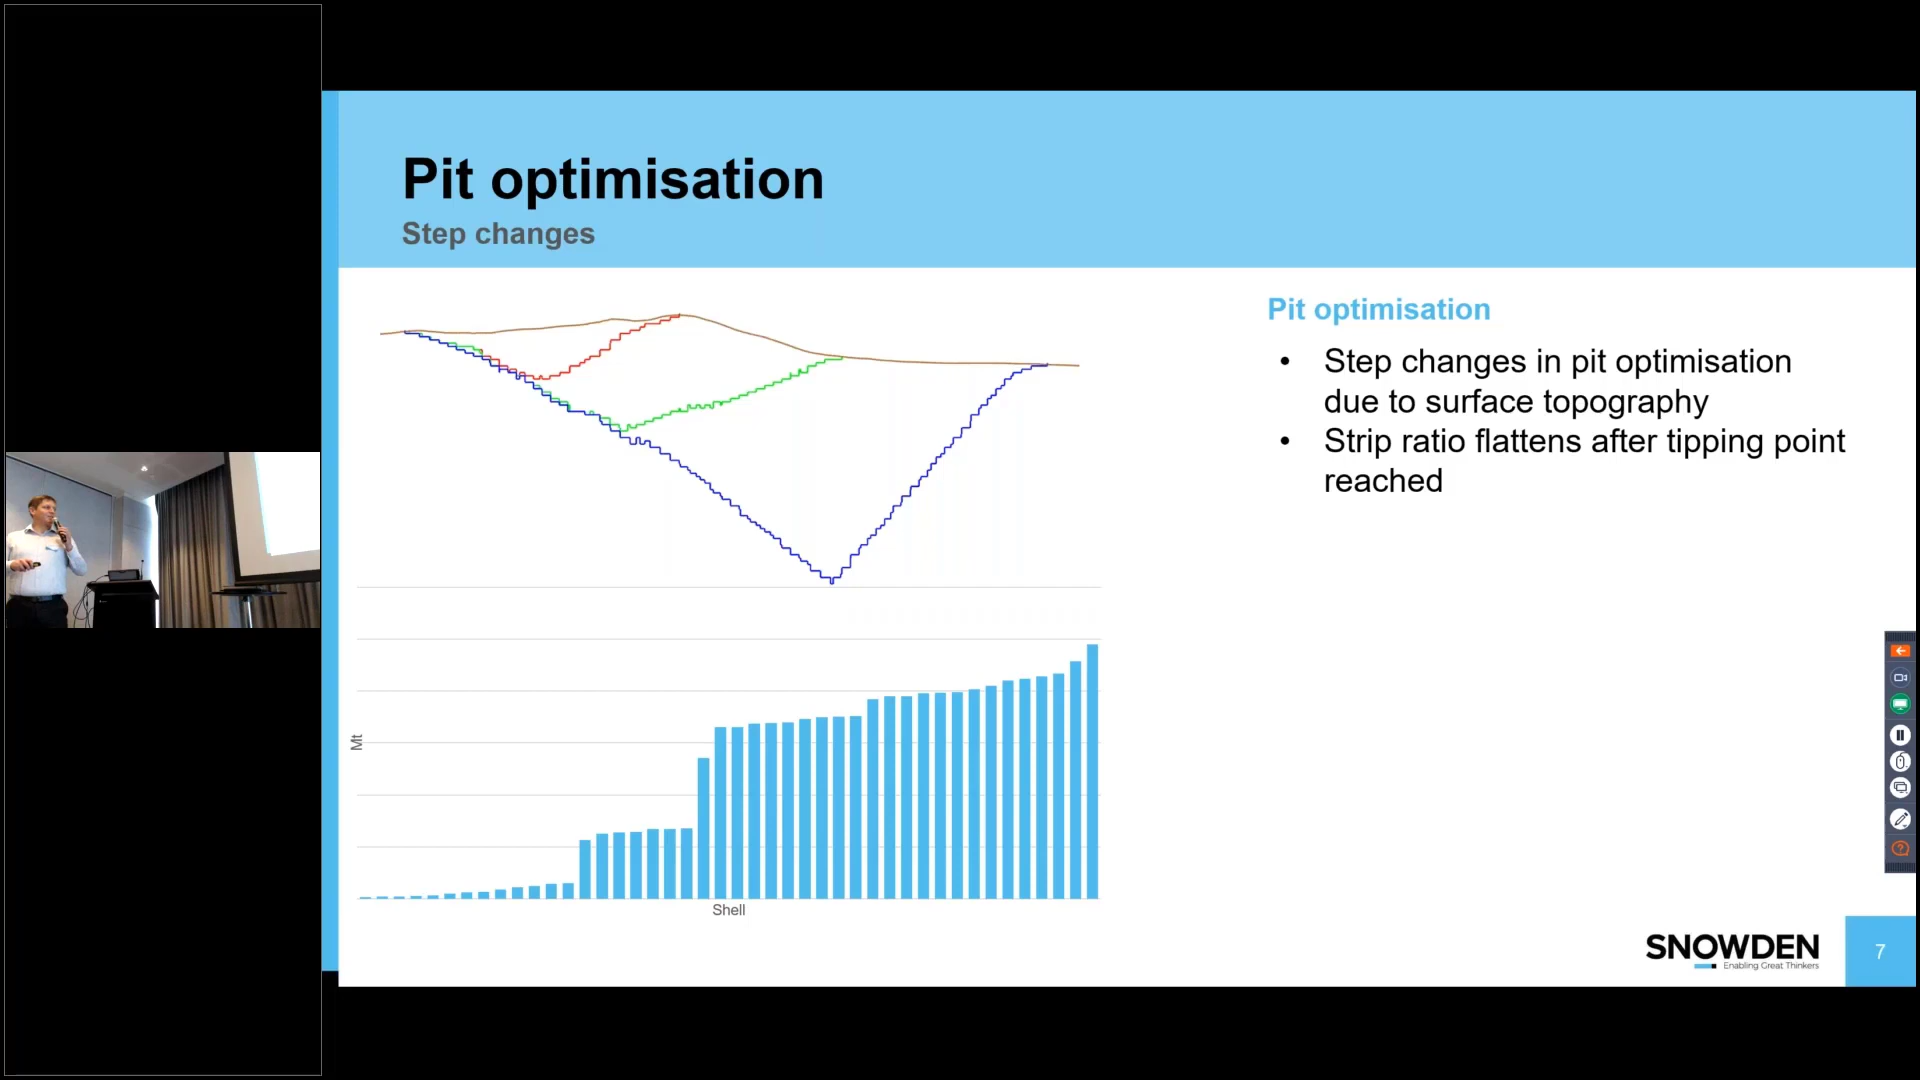 Pit optimisation
Step changes
Pit optimisation
• Step changes in pit optimisation
due to surface topography
• Strip ratio flattens after tipping point
reached
Mt
Shell
SNOWDEN
Enabling Great Thinkers
7